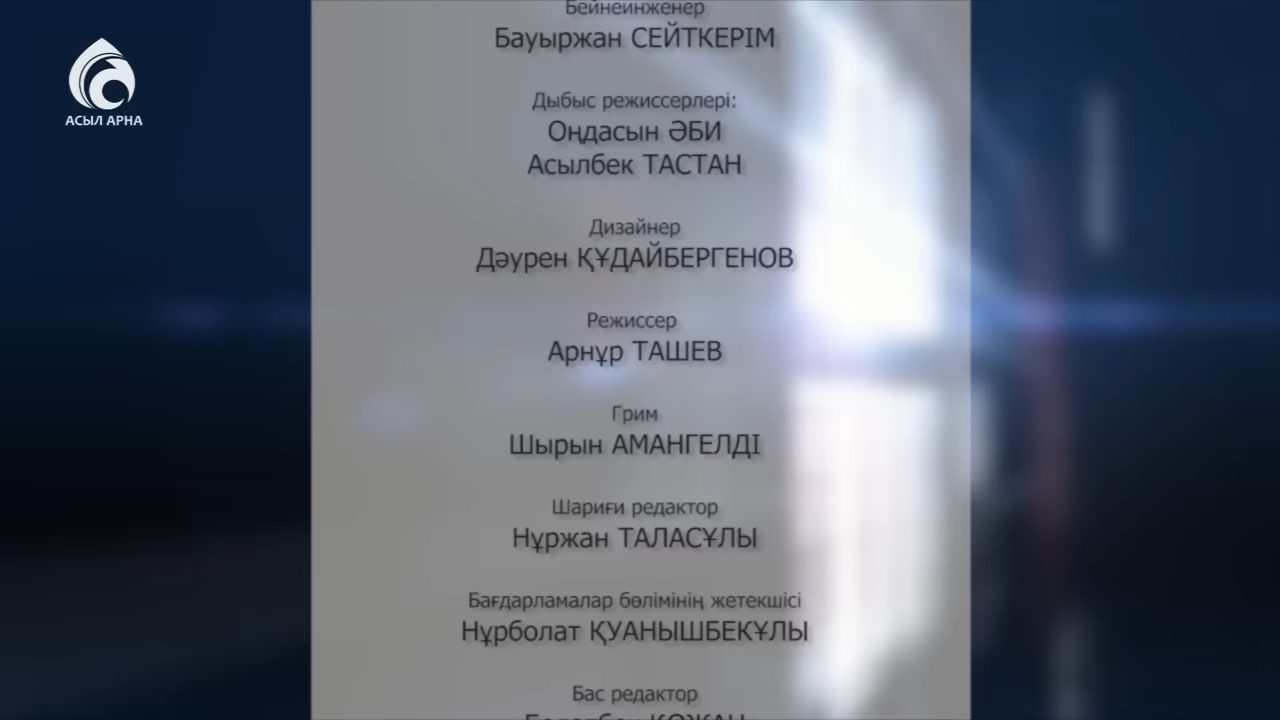 АСЫЛ АРНА
Бейнеинженер
Бауыржан СЕЙТКЕРІМ
Дыбыс режиссерлері:
Оңдасын ӘБИ
Асылбек ТАСТАН
Дизайнер
Дәурен ҚҰДАЙБЕРГЕНОВ
Режиссер
Арнұр ТАШЕВ
Грим
Шырын АМАНГЕЛДІ
Шариғи редактор
Нұржан ТАЛАСҰЛЫ
Бағдарламалар бөлімінің жетекшісі
Нұрболат ҚУАНЫШБЕКҰЛЫ
Бас редактор